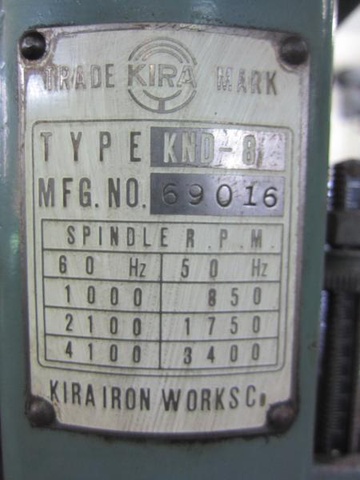 TRADE KIRA MARK
TYPE KND-8
MFG.NO. 69016
SPINDLE R.P.M.
60 Hz 50 Hz
1000 850
2100 1750
4100 3400
KIRA IRON WORKS Co.